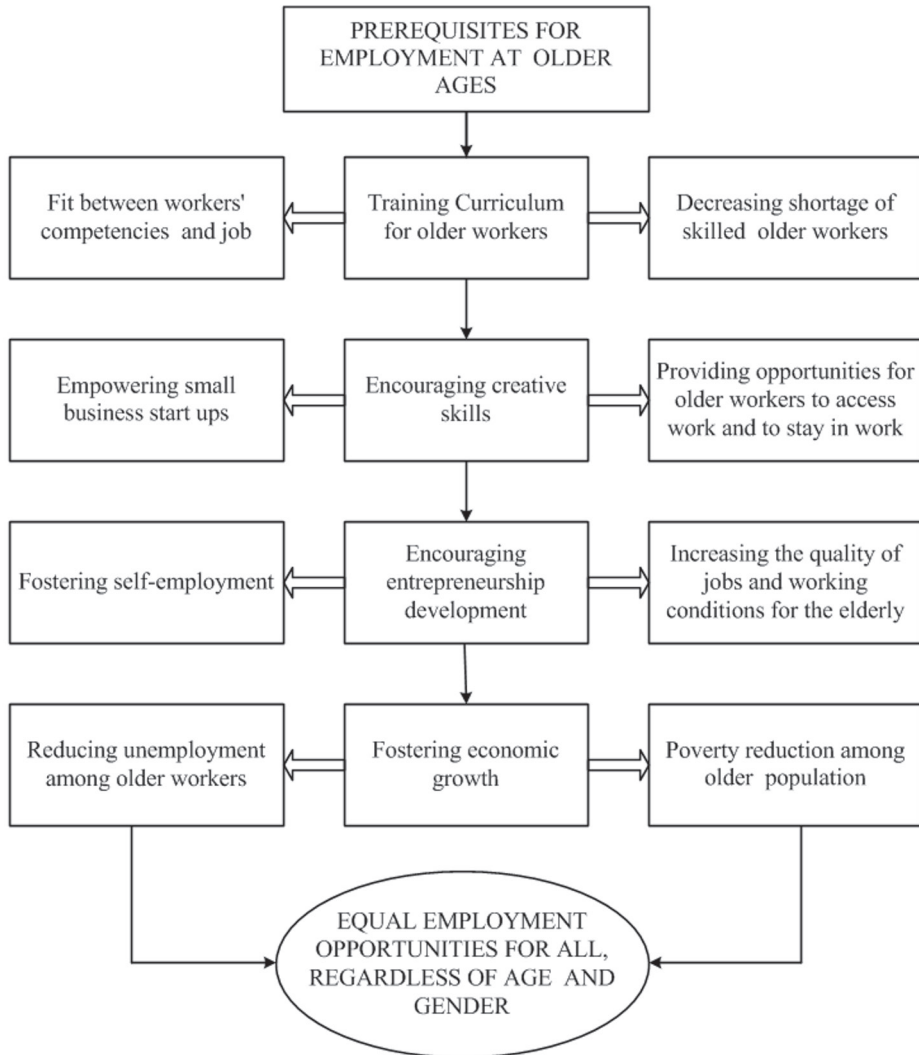 PREREQUISITES FOR
EMPLOYMENT AT OLDER
AGES
Fit between workers'
competencies and job
Training Curriculum
for older workers
Decreasing shortage of
skilled older workers
Empowering small
business start ups
Encouraging creative
skills
Providing opportunities for
older workers to access
work and to stay in work
Fostering self-employment
Encouraging
entrepreneurship
development
Increasing the quality of
jobs and working
conditions for the elderly
Reducing unemployment
among older workers
Fostering economic
growth
Poverty reduction among
older population
EQUAL EMPLOYMENT
OPPORTUNITIES FOR ALL,
REGARDLESS OF AGE AND
GENDER